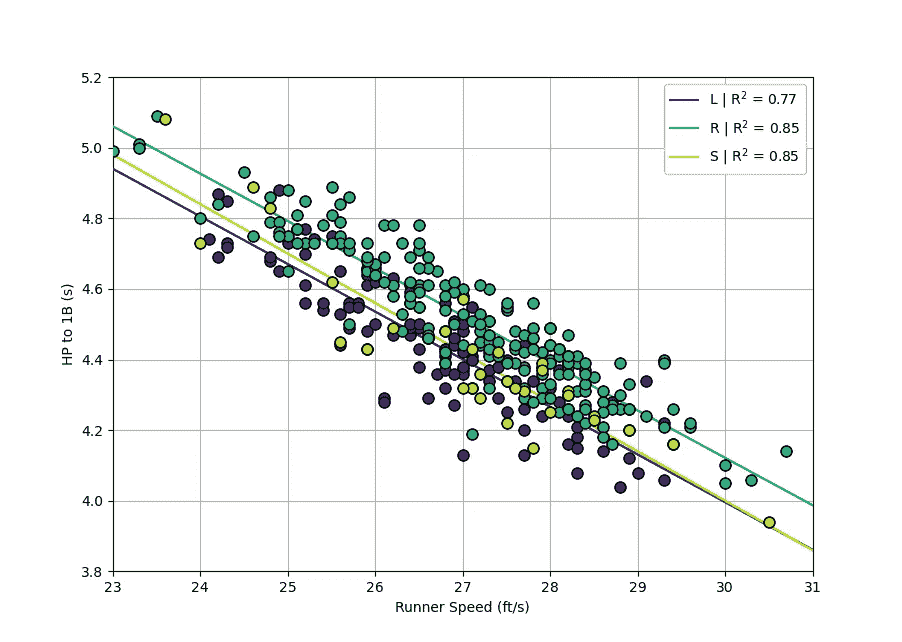 5.2
5.0
4.8
4.6
4.4
4.2
4.0
3.8
HP to 1B (s)
L | R² = 0.77
R | R² = 0.85
S | R² = 0.85
23 24 25 26 27 28 29 30 31
Runner Speed (ft/s)